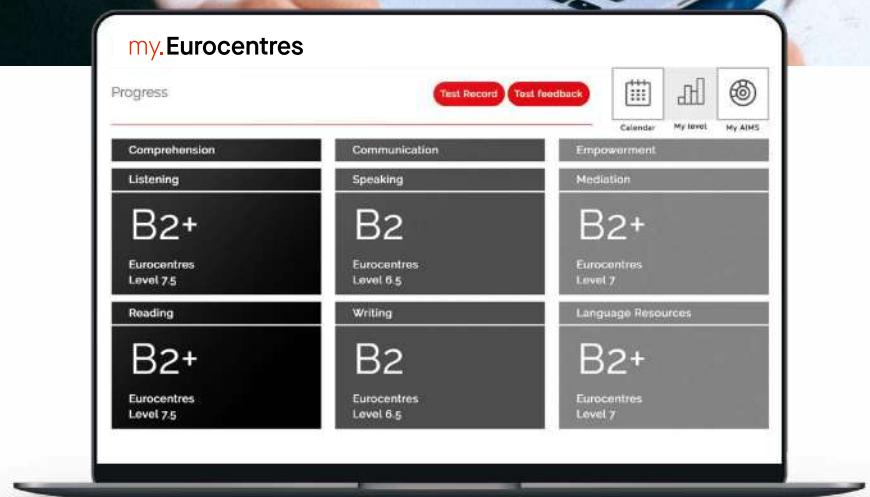 my.Eurocentres
Progress
Test Record
Test feedback
Calendar
My level
My AIMS
Comprehension
Communication
Empowerment
Listening
Speaking
Mediation
B2+
Eurocentres
Level 7.5
B2
Eurocentres
Level 6.5
B2+
Eurocentres
Level 7
Reading
Writing
Language Resources
B2+
Eurocentres
Level 7.5
B2
Eurocentres
Level 6.5
B2+
Eurocentres
Level 7